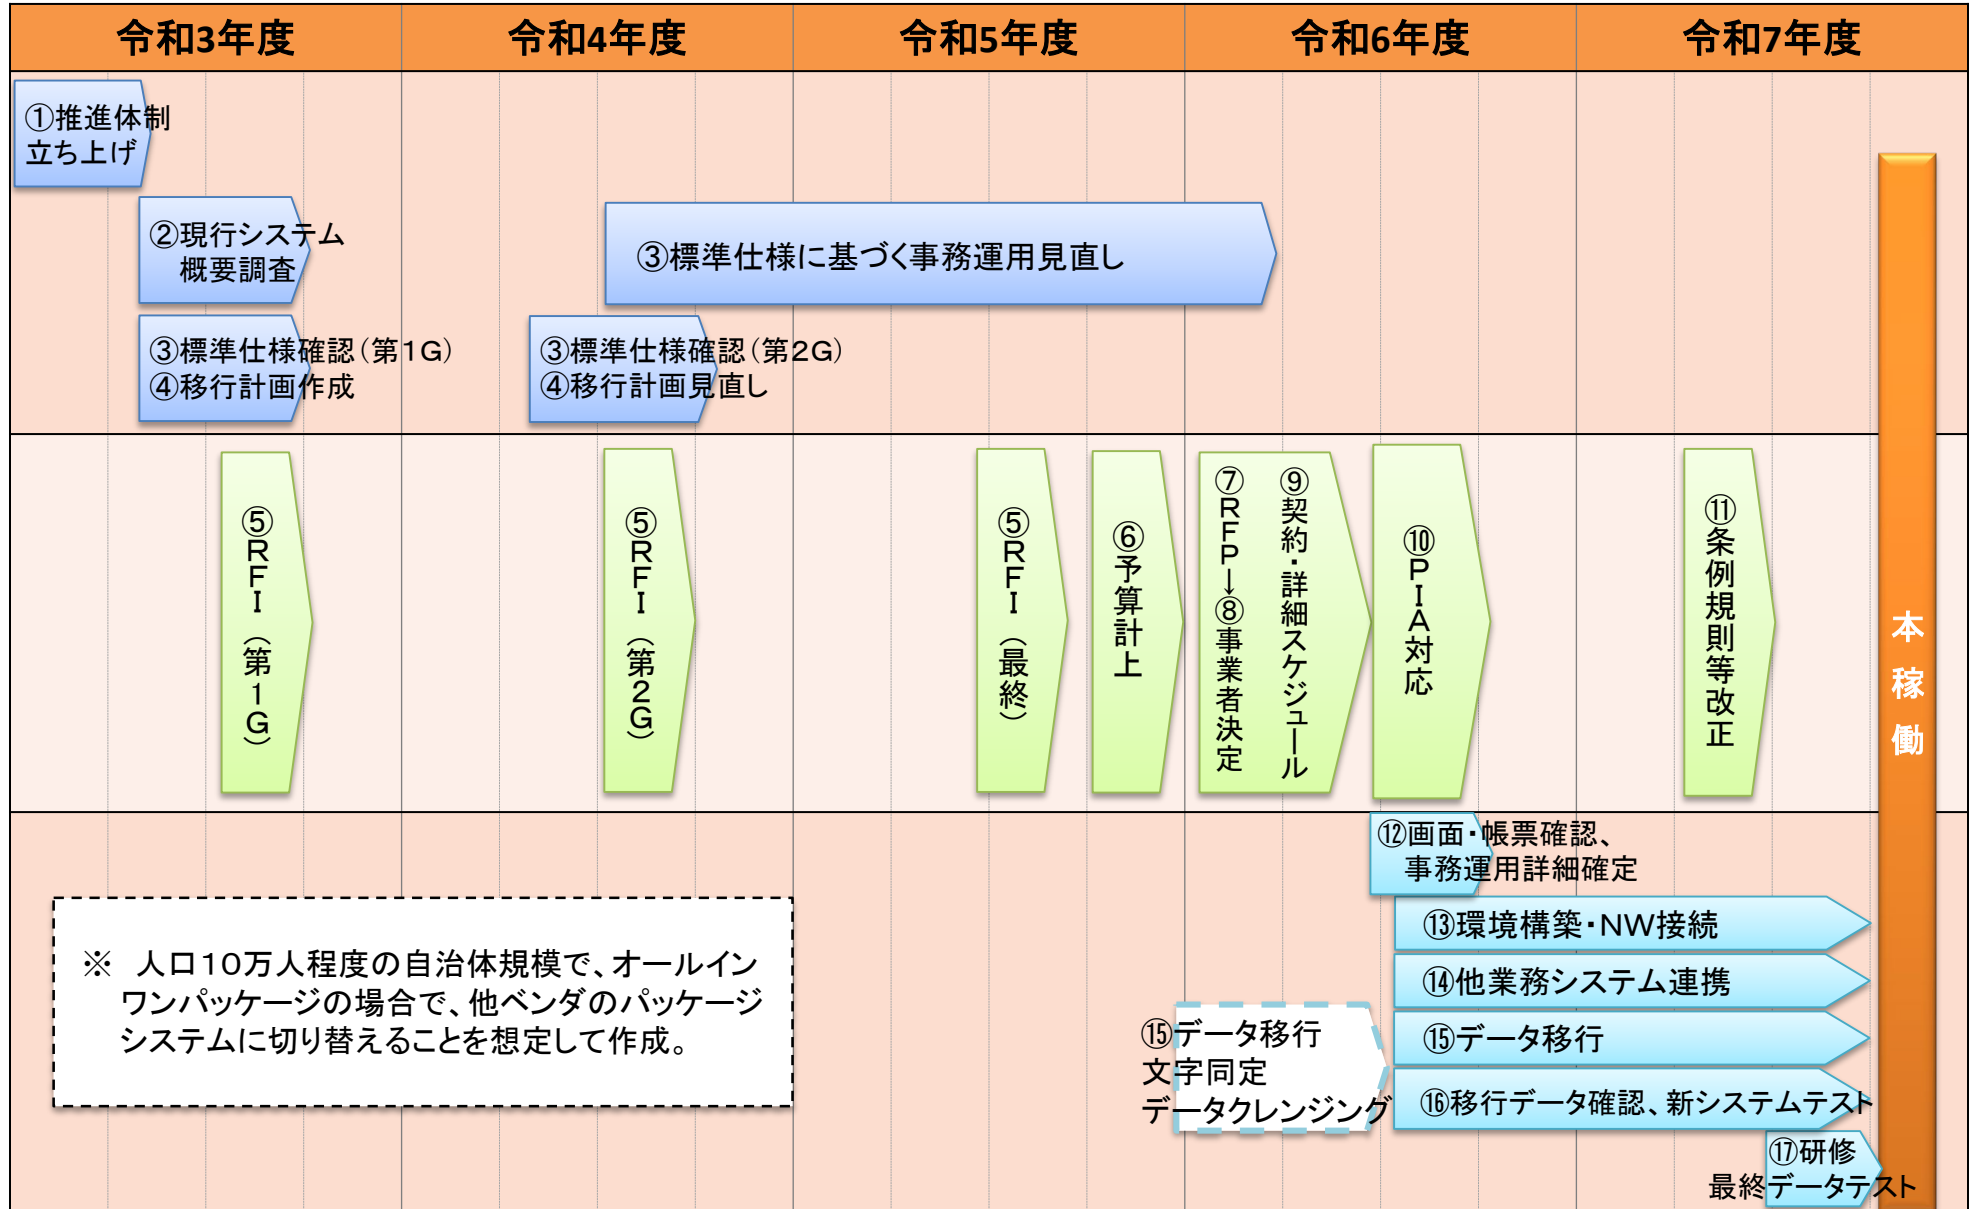 令和3年度
令和4年度
令和5年度
令和6年度
令和7年度
①推進体制
立ち上げ
②現行システム
概要調査
③標準仕様に基づく事務運用見直し
③標準仕様確認（第１G）
④移行計画作成
③標準仕様確認（第２G）
④移行計画見直し
⑤ＲＦＩ（第１Ｇ）
⑤ＲＦＩ（第２Ｇ）
⑤ＲＦＩ（最終）
⑥予算計上
⑦ＲＦＰ→⑧事業者決定
⑨契約・詳細スケジュール
⑩ＰＩＡ対応
⑪条例規則等改正
本稼働
⑫画面・帳票確認、
事務運用詳細確定
⑬環境構築・NW接続
⑭他業務システム連携
⑮データ移行
⑮データ移行
文字同定
データクレンジング
⑯移行データ確認、新システムテスト
⑰研修
最終データテスト
※　人口１０万人程度の自治体規模で、オールイン
ワンパッケージの場合で、他ベンダのパッケージ
システムに切り替えることを想定して作成。